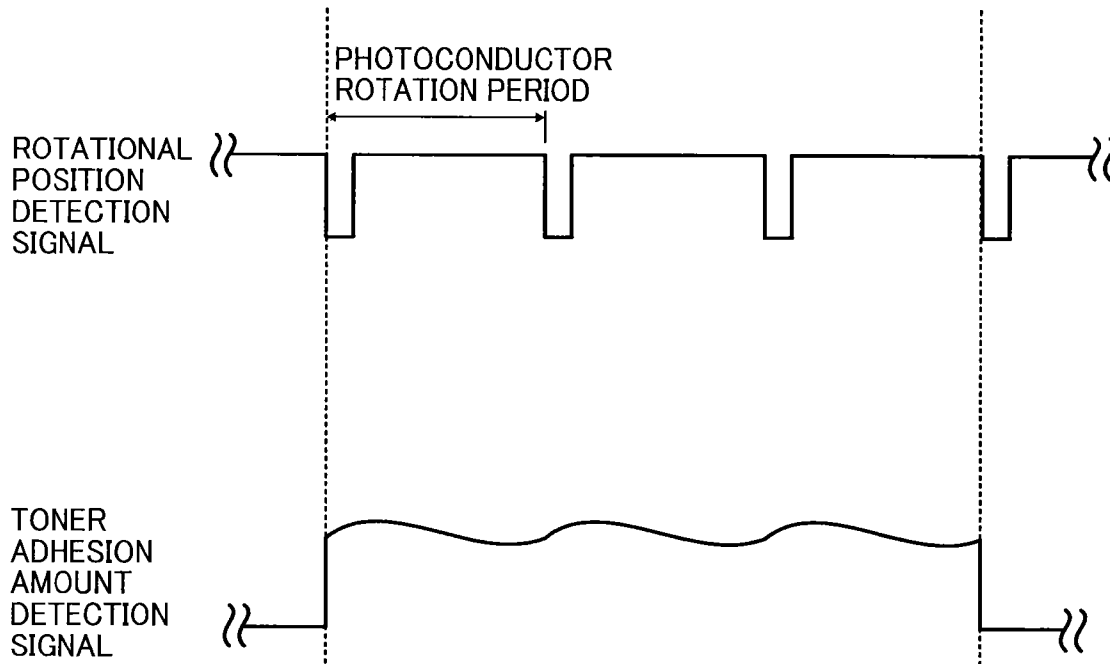 PHOTOCONDUCTOR
ROTATION PERIOD
ROTATIONAL
POSITION
DETECTION
SIGNAL
TONER
ADHESION
AMOUNT
DETECTION
SIGNAL